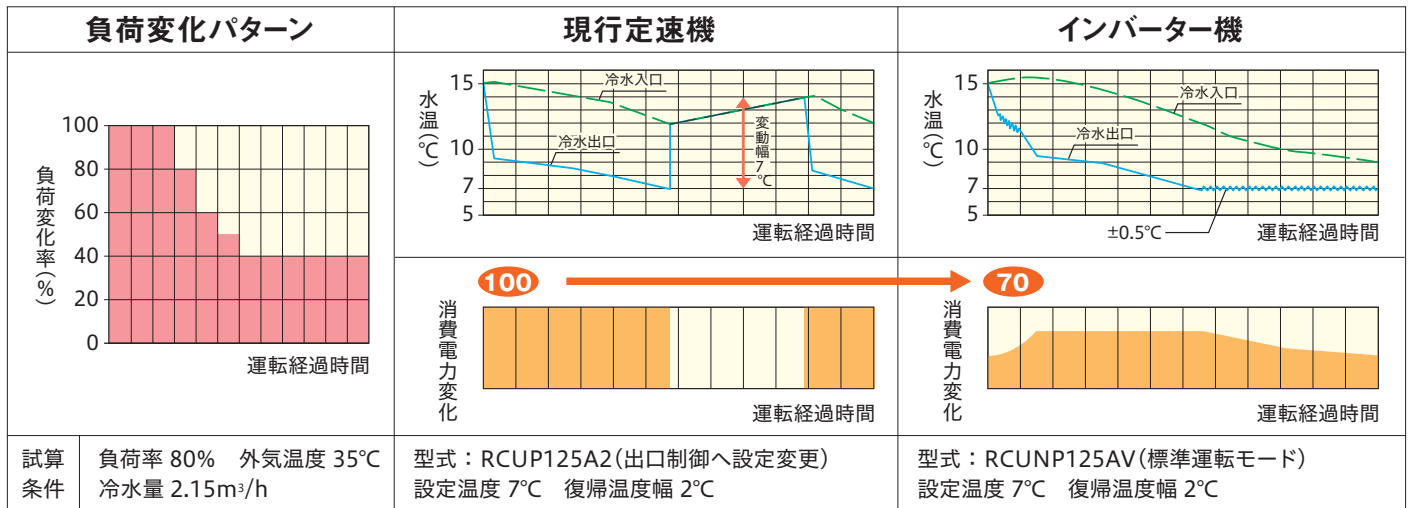 負荷変化パターン
現行定速機
インバーター機
負荷変化率(%)
100
80
60
40
20
0
運転経過時間
水温(℃)
15
10
7
5
冷水入口
冷水出口
変動幅7℃
運転経過時間
水温(℃)
15
10
7
5
冷水入口
冷水出口
±0.5℃
運転経過時間
100
70
消費電力変化
運転経過時間
消費電力変化
運転経過時間
試算
条件
負荷率 80% 外気温度 35℃
冷水量 2.15m³/h
型式：RCUP125A2(出口制御へ設定変更)
設定温度 7℃ 復帰温度幅 2℃
型式：RCUNP125AV(標準運転モード)
設定温度 7℃ 復帰温度幅 2℃